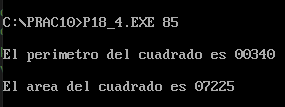 C:\PRAC10>P18_4.EXE 85
El perimetro del cuadrado es 00340
El area del cuadrado es 07225